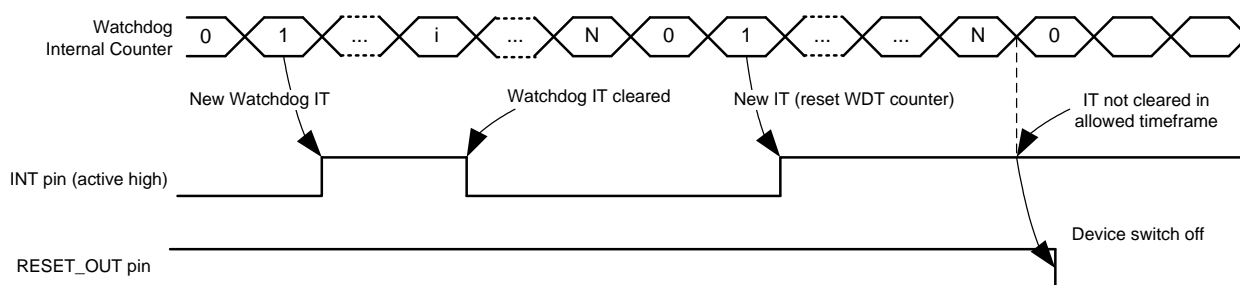 Watchdog
Internal Counter
0 1 ... i ... N 0 1 ... ... N 0
New Watchdog IT
Watchdog IT cleared
New IT (reset WDT counter)
IT not cleared in
allowed timeframe
INT pin (active high)
Device switch off
RESET_OUT pin